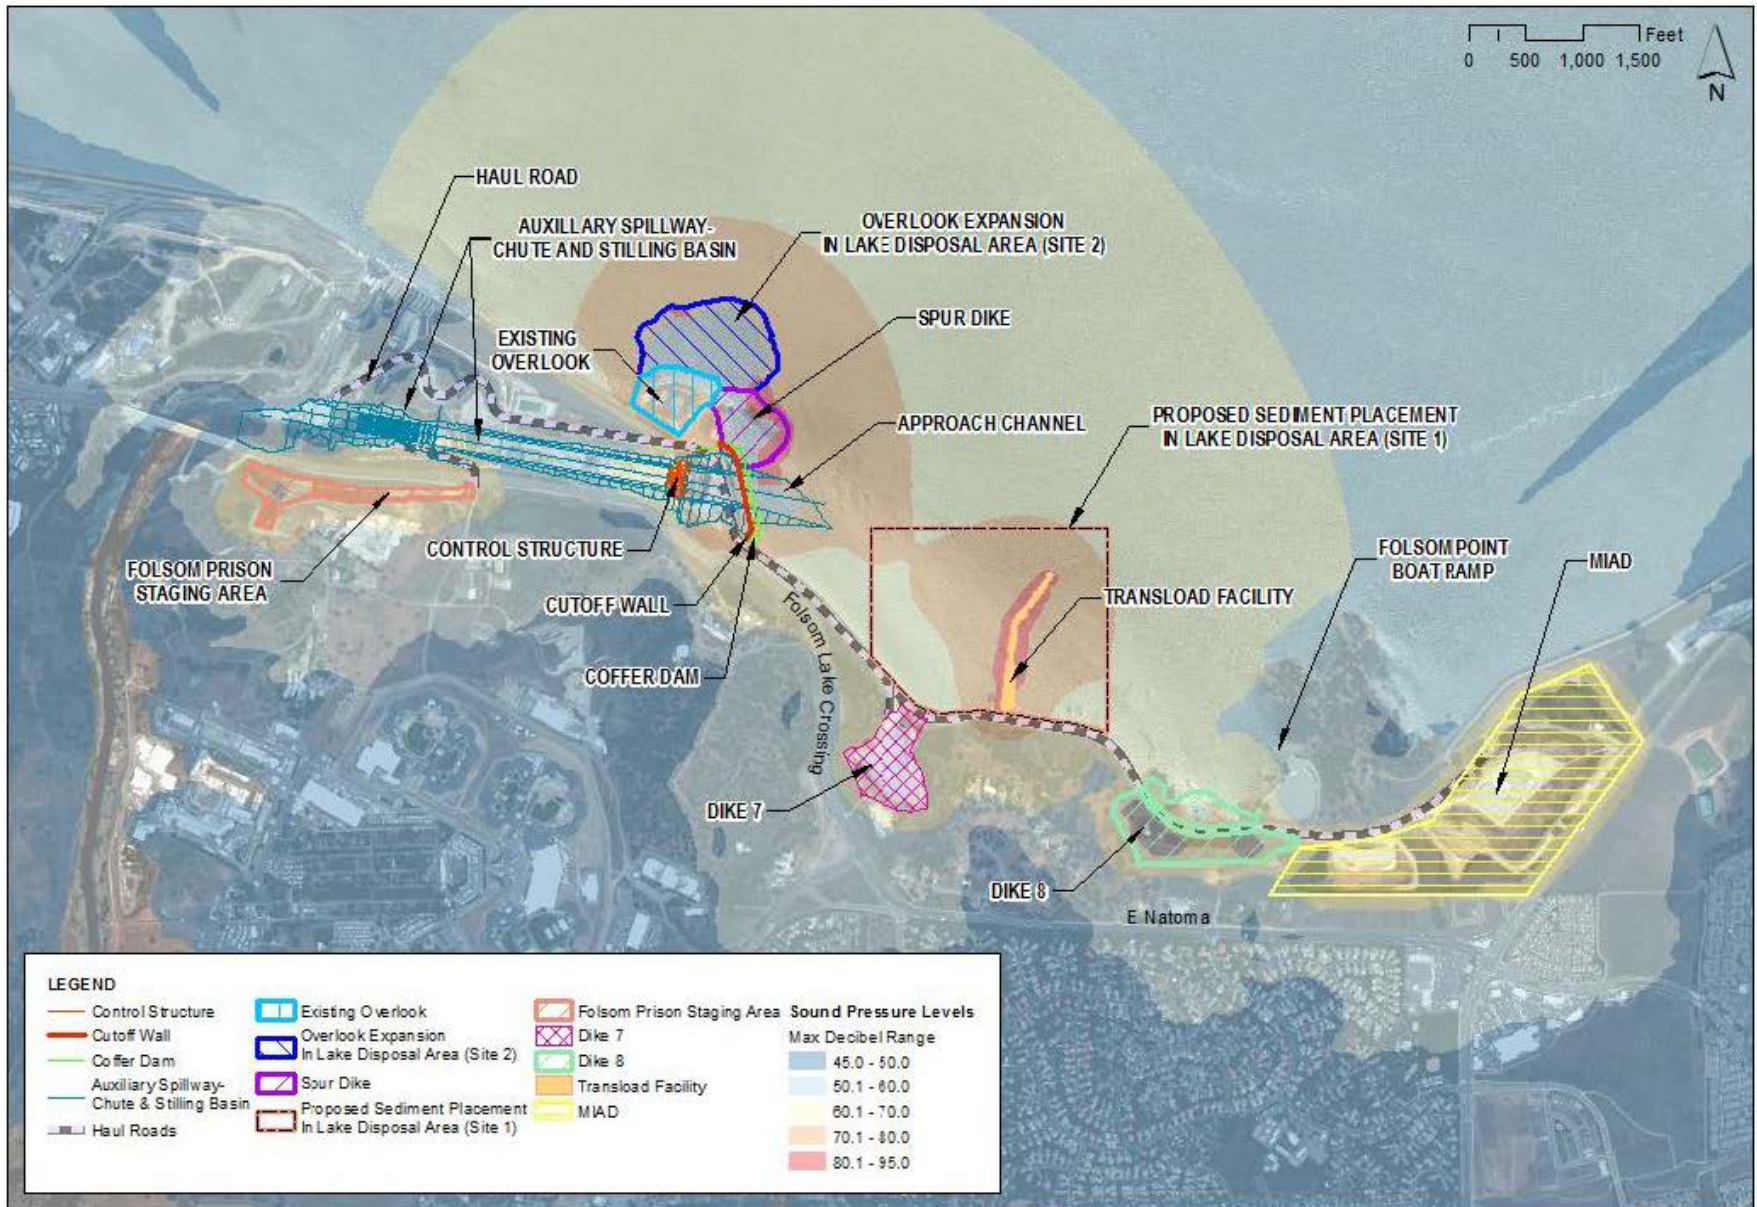 Feet
0 500 1,000 1,500
N
HAUL ROAD
AUXILLARY SPILLWAY-
CHUTE AND STILLING BASIN
OVERLOOK EXPANSION
IN LAKE DISPOSAL AREA (SITE 2)
EXISTING
OVERLOOK
SPUR DIKE
APPROACH CHANNEL
PROPOSED SEDIMENT PLACEMENT
IN LAKE DISPOSAL AREA (SITE 1)
FOLSOM PRISON
STAGING AREA
CONTROL STRUCTURE
CUTOFF WALL
COFFER DAM
Folsom Lake Crossing
TRANSLOAD FACILITY
FOLSOM POINT
BOAT RAMP
MIAD
DIKE 7
DIKE 8
E Natoma
LEGEND
Control Structure
Cutoff Wall
Coffer Dam
Auxiliary Spillway-
Chute & Stilling Basin
Haul Roads
Existing Overlook
Overlook Expansion
In Lake Disposal Area (Site 2)
Spur Dike
Proposed Sediment Placement
In Lake Disposal Area (Site 1)
Folsom Prison Staging Area
Dike 7
Dike 8
Transload Facility
MIAD
Sound Pressure Levels
Max Decibel Range
45.0 - 50.0
50.1 - 60.0
60.1 - 70.0
70.1 - 80.0
80.1 - 95.0